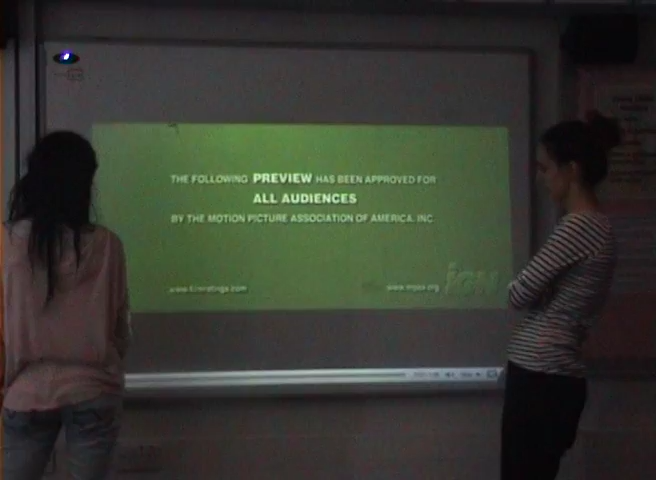 THE FOLLOWING PREVIEW HAS BEEN APPROVED FOR
ALL AUDIENCES
BY THE MOTION PICTURE ASSOCIATION OF AMERICA, INC.
www.filmratings.com
www.mpaa.org